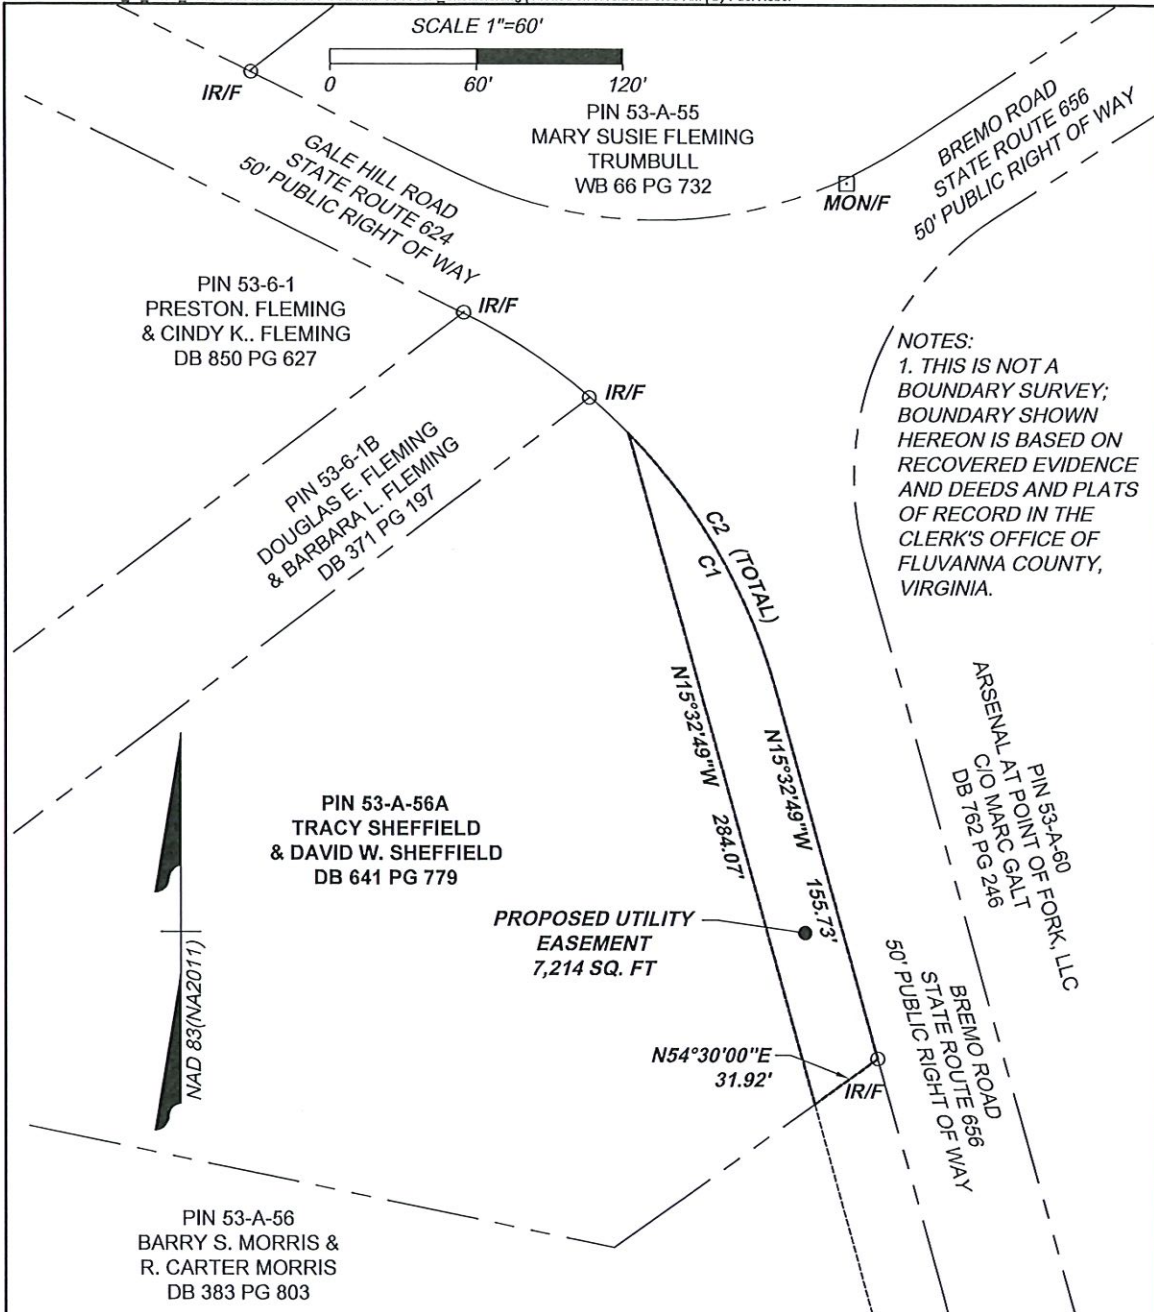 SCALE 1"=60'
0 60' 120'
IR/F
PIN 53-A-55
MARY SUSIE FLEMING
TRUMBULL
WB 66 PG 732
BREMO ROAD
STATE ROUTE 656
50' PUBLIC RIGHT OF WAY
MON/F
GALE HILL ROAD
STATE ROUTE 624
50' PUBLIC RIGHT OF WAY
PIN 53-6-1
PRESTON. FLEMING
& CINDY K.. FLEMING
DB 850 PG 627
IR/F
IR/F
NOTES:
1. THIS IS NOT A
BOUNDARY SURVEY;
BOUNDARY SHOWN
HEREON IS BASED ON
RECOVERED EVIDENCE
AND DEEDS AND PLATS
OF RECORD IN THE
CLERK'S OFFICE OF
FLUVANNA COUNTY,
VIRGINIA.
PIN 53-6-1B
DOUGLAS E. FLEMING
& BARBARA L. FLEMING
DB 371 PG 197
C2 (TOTAL)
C1
N15°32'49"W 284.07'
N15°32'49"W 155.73'
PIN 53-A-60
ARSENAL AT POINT OF FORK, LLC
C/O MARC GALT
DB 762 PG 246
PIN 53-A-56A
TRACY SHEFFIELD
& DAVID W. SHEFFIELD
DB 641 PG 779
PROPOSED UTILITY
EASEMENT
7,214 SQ. FT
NAD 83(NA2011)
BREMO ROAD
STATE ROUTE 656
50' PUBLIC RIGHT OF WAY
N54°30'00"E
31.92'
IR/F
PIN 53-A-56
BARRY S. MORRIS &
R. CARTER MORRIS
DB 383 PG 803